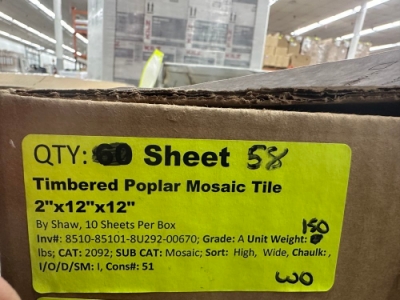 QTY: 60 Sheet 58
Timbered Poplar Mosaic Tile
2"x12"x12"
By Shaw, 10 Sheets Per Box
Inv#: 8510-85101-8U292-00670; Grade: A Unit Weight: 150
lbs; CAT: 2092; SUB CAT: Mosaic; Sort: High, Wide, Chaulk: ,
I/O/D/SM: I, Cons#: 51